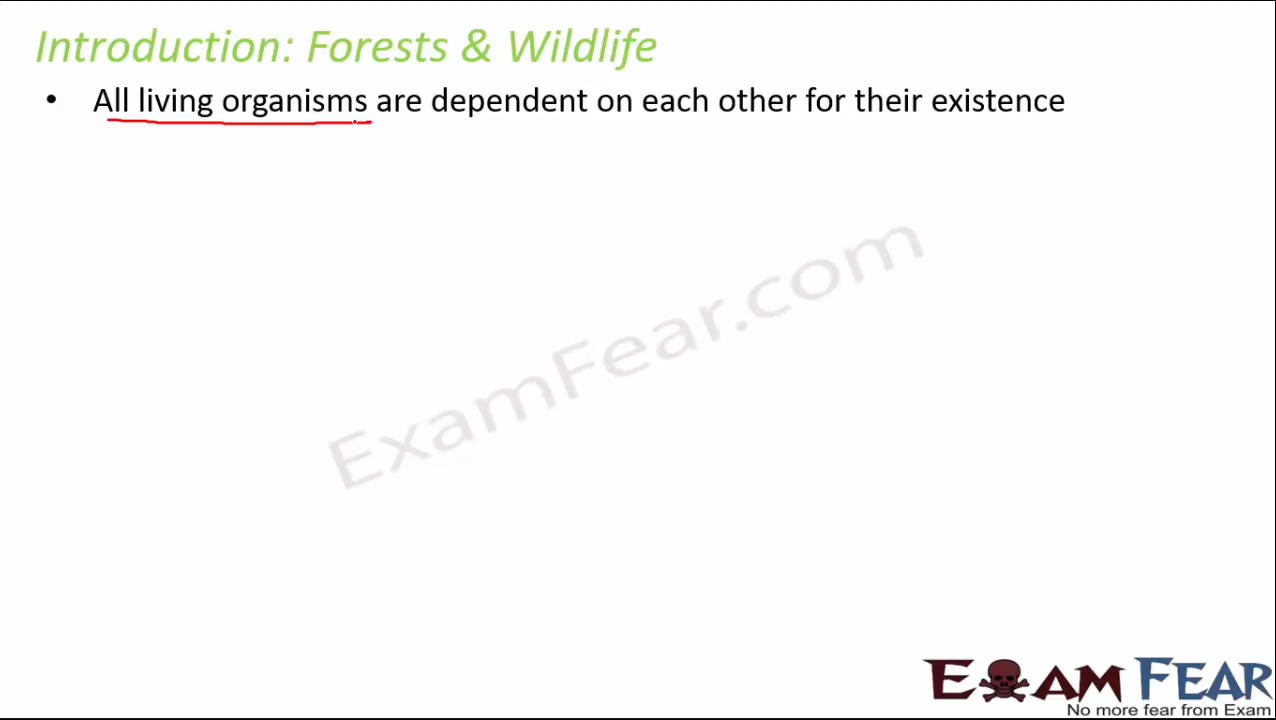 Introduction: Forests & Wildlife
• All living organisms are dependent on each other for their existence
ExamFear.com
EXAM FEAR
No more fear from Exam